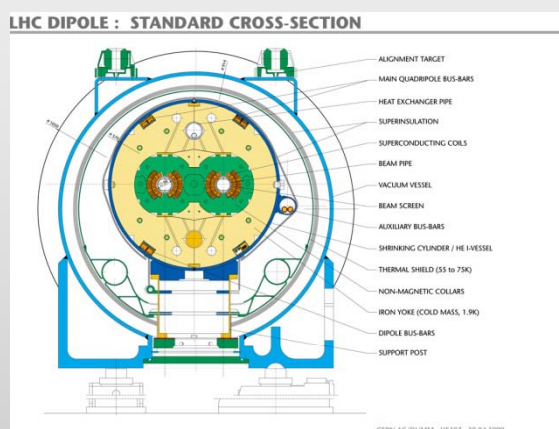 LHC DIPOLE : STANDARD CROSS-SECTION
ALIGNMENT TARGET
MAIN QUADRIPOLE BUS-BARS
HEAT EXCHANGER PIPE
SUPERINSULATION
SUPERCONDUCTING COILS
BEAM PIPE
VACUUM VESSEL
BEAM SCREEN
AUXILIARY BUS-BARS
SHRINKING CYLINDER / HE I-VESSEL
THERMAL SHIELD (55 to 75K)
NON-MAGNETIC COLLARS
IRON YOKE (COLD MASS, 1.9K)
DIPOLE BUS-BARS
SUPPORT POST